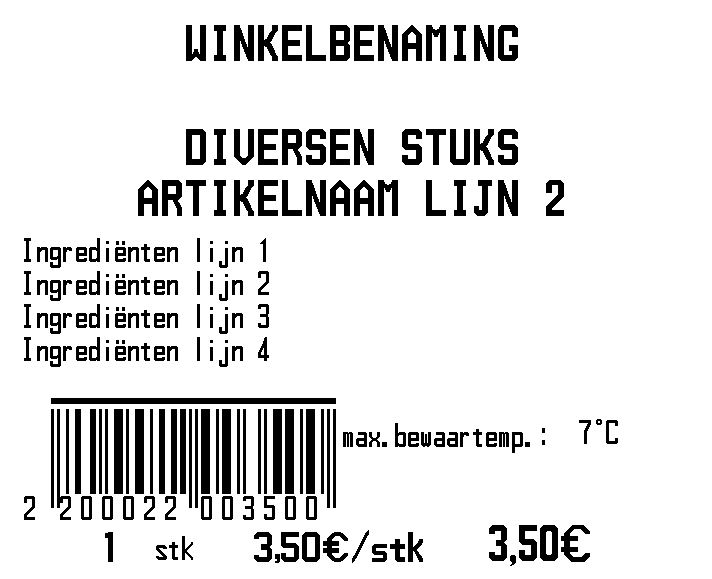 WINKELBENAMING
DIVERSEN STUKS
ARTIKELNAAM LIJN 2
Ingrediënten lijn 1
Ingrediënten lijn 2
Ingrediënten lijn 3
Ingrediënten lijn 4
max.bewaartemp.: 7°C
2 200022 003500
1 stk 3,50€/stk 3,50€